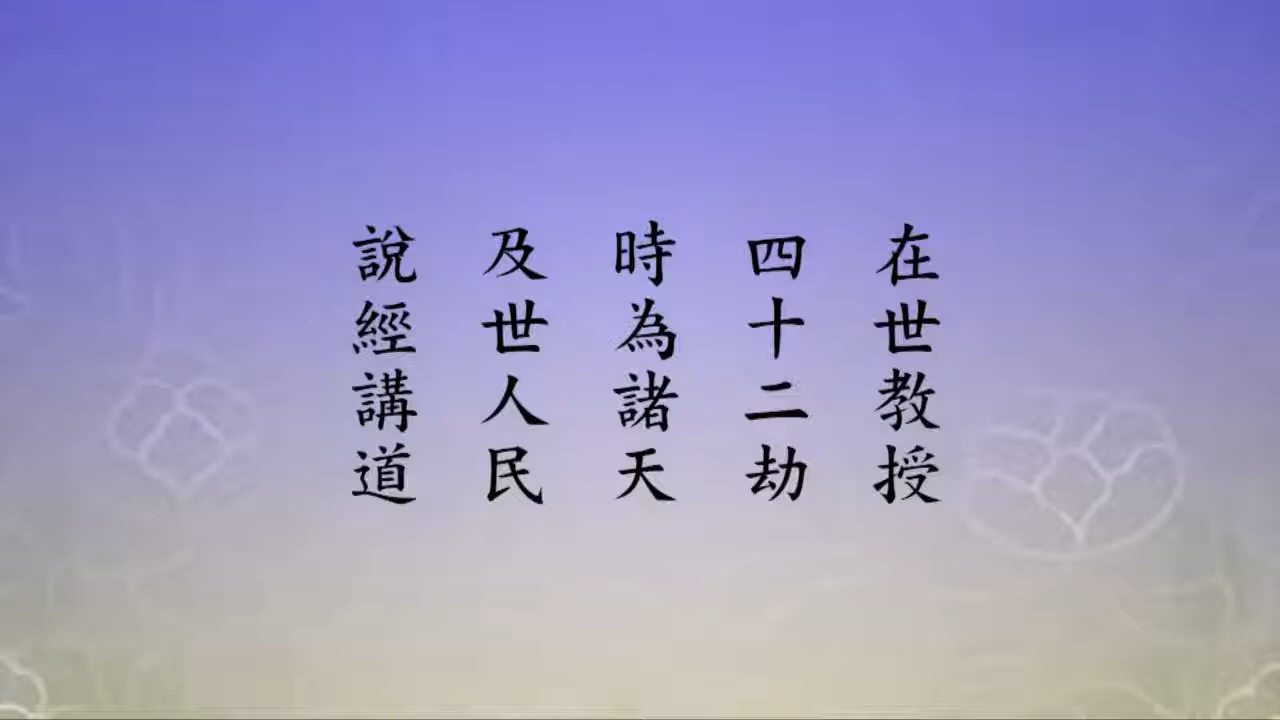 在世教授
四十二劫
時為諸天
及世人民
說經講道